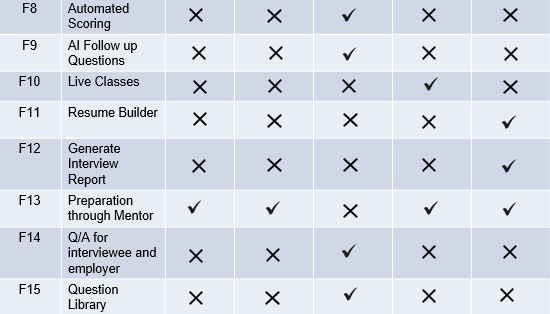 F8 Automated
Scoring
F9 AI Follow up
Questions
F10 Live Classes
F11 Resume Builder
F12 Generate
Interview
Report
F13 Preparation
through Mentor
F14 Q/A for
interviewee and
employer
F15 Question
Library